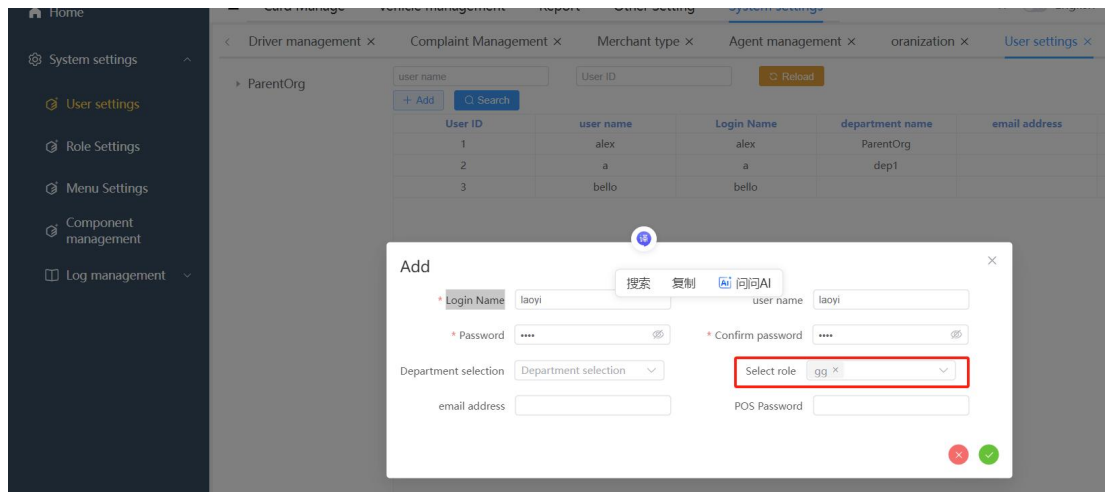 Home
Card Manage Vehicle management Report Other Setting System settings English
System settings
User settings
Role Settings
Menu Settings
Component
management
Log management
Driver management × Complaint Management × Merchant type × Agent management × oranization × User settings ×
ParentOrg
user name User ID Reload
+ Add Search
User ID user name Login Name department name email address
1 alex alex ParentOrg
2 a a dep1
3 bello bello
译
Add
搜索 复制 AI 问问AI
* Login Name laoyi user name laoyi
* Password •••• * Confirm password ••••
Department selection Department selection Select role gg ×
email address POS Password